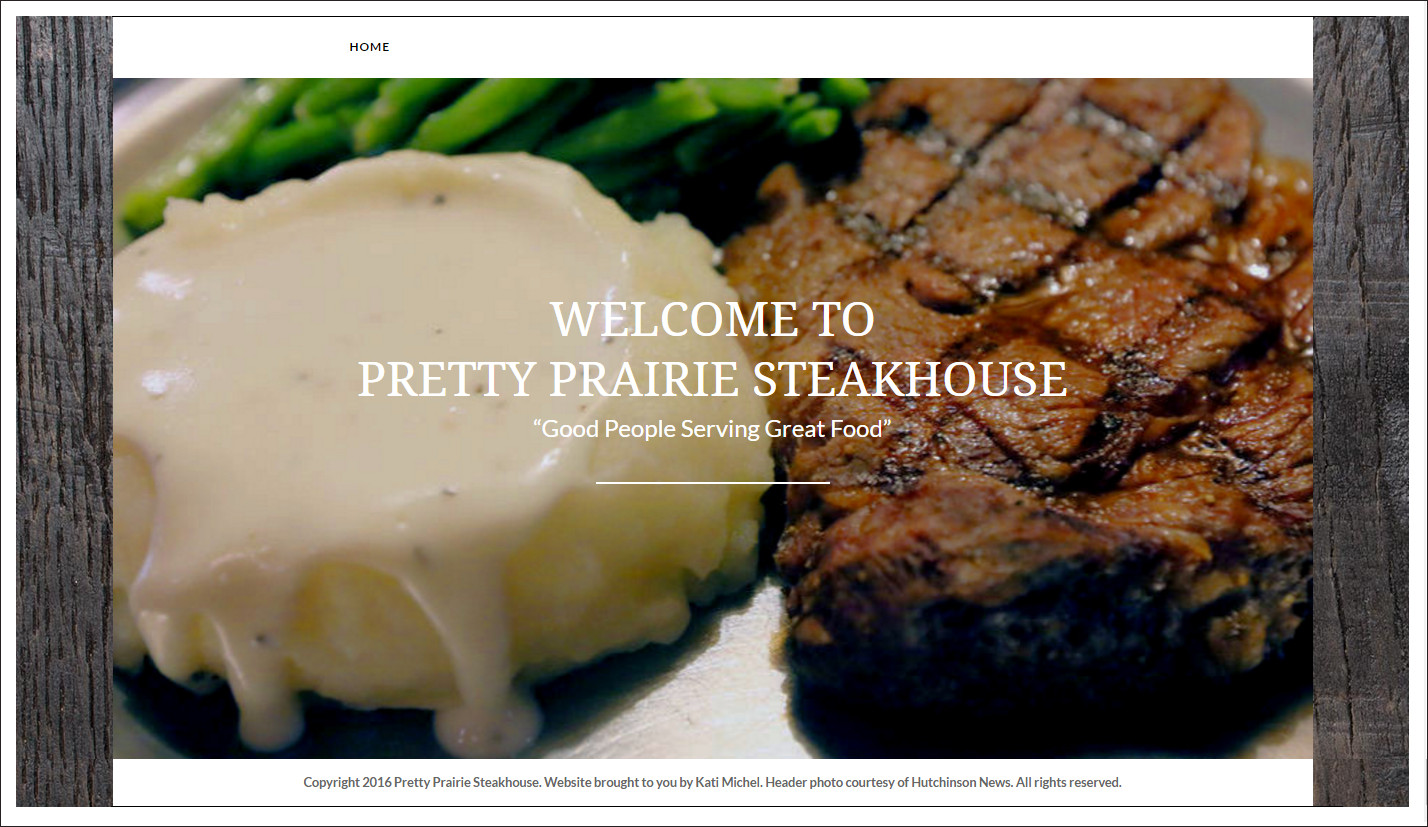 HOME
WELCOME TO
PRETTY PRAIRIE STEAKHOUSE
“Good People Serving Great Food”
Copyright 2016 Pretty Prairie Steakhouse. Website brought to you by Kati Michel. Header photo courtesy of Hutchinson News. All rights reserved.